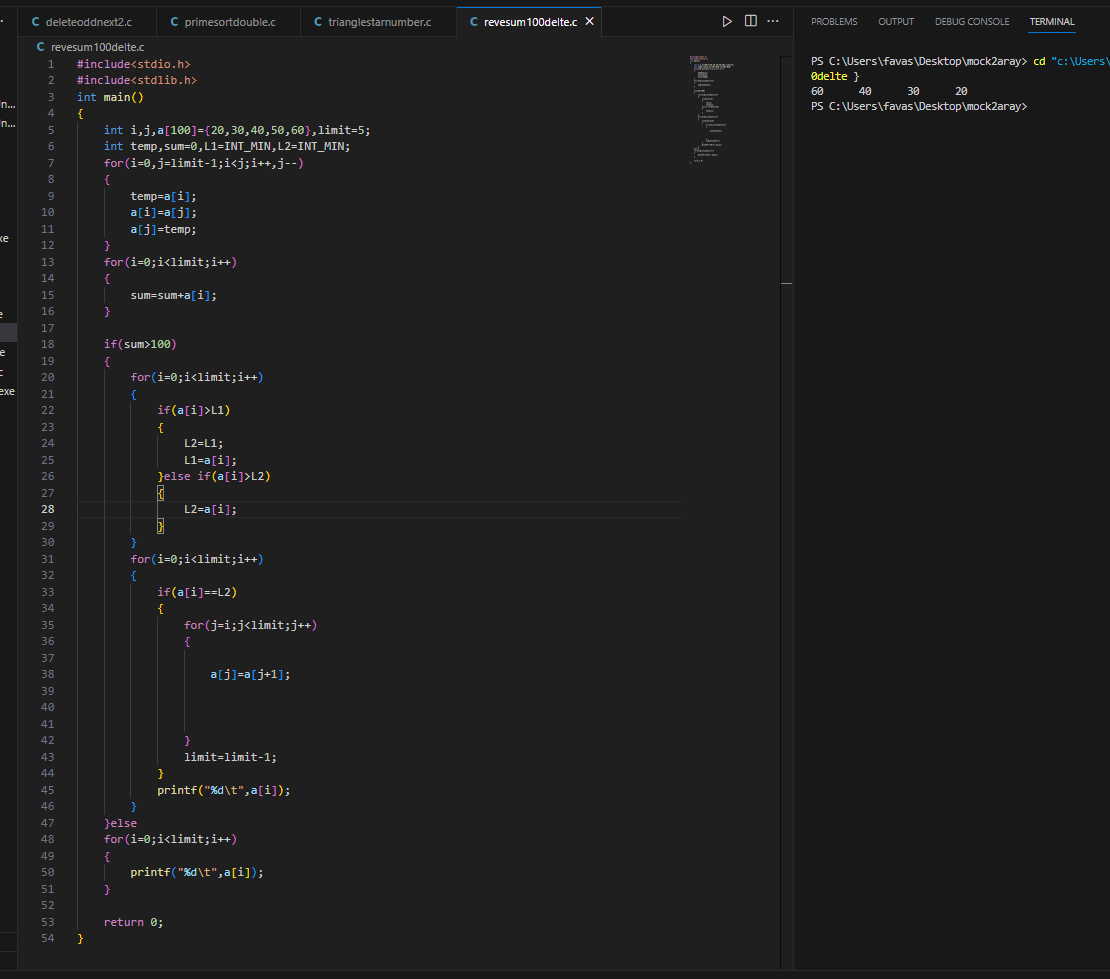 deleteoddnext2.c
primesortdouble.c
trianglestarnumber.c
revesum100delte.c
PROBLEMS OUTPUT DEBUG CONSOLE TERMINAL
revesum100delte.c
1 #include<stdio.h>
2 #include<stdlib.h>
3 int main()
4 {
5 int i,j,a[100]={20,30,40,50,60},limit=5;
6 int temp,sum=0,L1=INT_MIN,L2=INT_MIN;
7 for(i=0,j=limit-1;i<j;i++,j--)
8 {
9 temp=a[i];
10 a[i]=a[j];
11 a[j]=temp;
12 }
13 for(i=0;i<limit;i++)
14 {
15 sum=sum+a[i];
16 }
17
18 if(sum>100)
19 {
20 for(i=0;i<limit;i++)
21 {
22 if(a[i]>L1)
23 {
24 L2=L1;
25 L1=a[i];
26 }else if(a[i]>L2)
27 {
28 L2=a[i];
29 }
30 }
31 for(i=0;i<limit;i++)
32 {
33 if(a[i]==L2)
34 {
35 for(j=i;j<limit;j++)
36 {
37
38 a[j]=a[j+1];
39
40
41
42 }
43 limit=limit-1;
44 }
45 printf("%d\t",a[i]);
46 }
47 }else
48 for(i=0;i<limit;i++)
49 {
50 printf("%d\t",a[i]);
51 }
52
53 return 0;
54 }
PS C:\Users\favas\Desktop\mock2aray> cd "c:\Users\
0delte }
60 40 30 20
PS C:\Users\favas\Desktop\mock2aray>
n...
n...
xe
e
e
c
exe